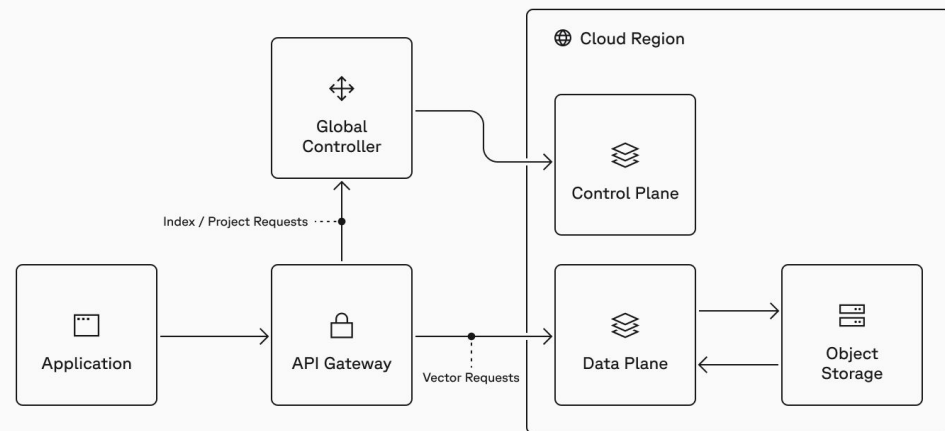 Cloud Region
Global
Controller
Control Plane
Index / Project Requests
Application
API Gateway
Vector Requests
Data Plane
Object
Storage